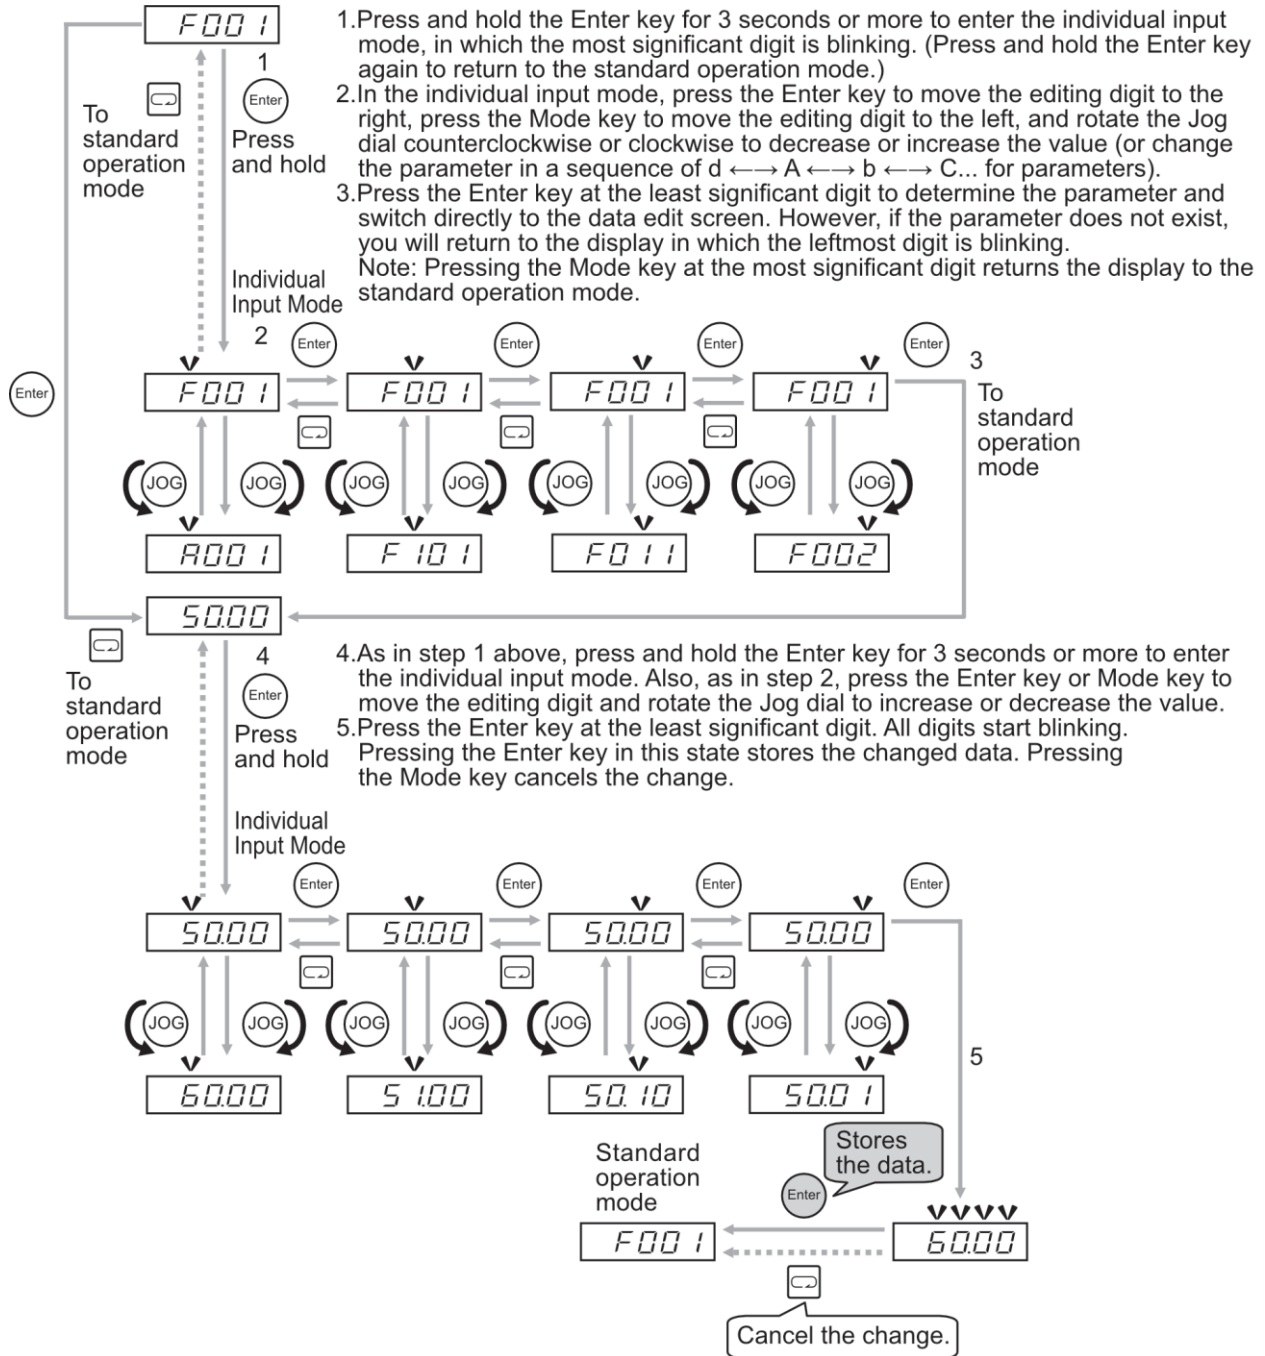 F001
1.Press and hold the Enter key for 3 seconds or more to enter the individual input
mode, in which the most significant digit is blinking. (Press and hold the Enter key
again to return to the standard operation mode.)
2.In the individual input mode, press the Enter key to move the editing digit to the
right, press the Mode key to move the editing digit to the left, and rotate the Jog
dial counterclockwise or clockwise to decrease or increase the value (or change
the parameter in a sequence of d ←→ A ←→ b ←→ C... for parameters).
3.Press the Enter key at the least significant digit to determine the parameter and
switch directly to the data edit screen. However, if the parameter does not exist,
you will return to the display in which the leftmost digit is blinking.
Note: Pressing the Mode key at the most significant digit returns the display to the
standard operation mode.
1
Enter
To
standard
operation
mode
Press
and hold
Individual
Input Mode
2
Enter
Enter
Enter
Enter
3
F001
F001
F001
F001
To
standard
operation
mode
Enter
JOG
JOG
JOG
JOG
JOG
JOG
JOG
JOG
A001
F101
F011
F002
50.00
4
Enter
To
standard
operation
mode
Press
and hold
4.As in step 1 above, press and hold the Enter key for 3 seconds or more to enter
the individual input mode. Also, as in step 2, press the Enter key or Mode key to
move the editing digit and rotate the Jog dial to increase or decrease the value.
5.Press the Enter key at the least significant digit. All digits start blinking.
Pressing the Enter key in this state stores the changed data. Pressing
the Mode key cancels the change.
Individual
Input Mode
Enter
Enter
Enter
Enter
50.00
50.00
50.00
50.00
JOG
JOG
JOG
JOG
JOG
JOG
JOG
JOG
5
60.00
51.00
50.10
50.01
Standard
operation
mode
Stores
the data.
Enter
F001
60.00
Cancel the change.